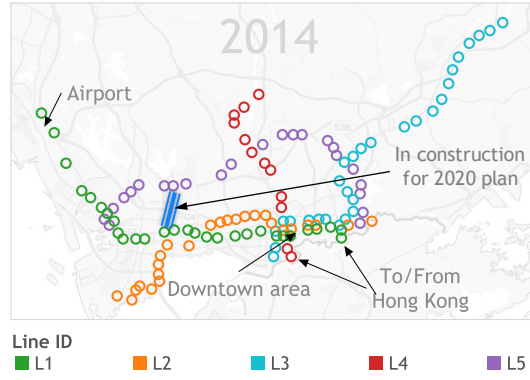 2014
Airport
S28
In construction
for 2020 plan
Downtown area
To/From
Hong Kong
Line ID
L1 L2 L3 L4 L5